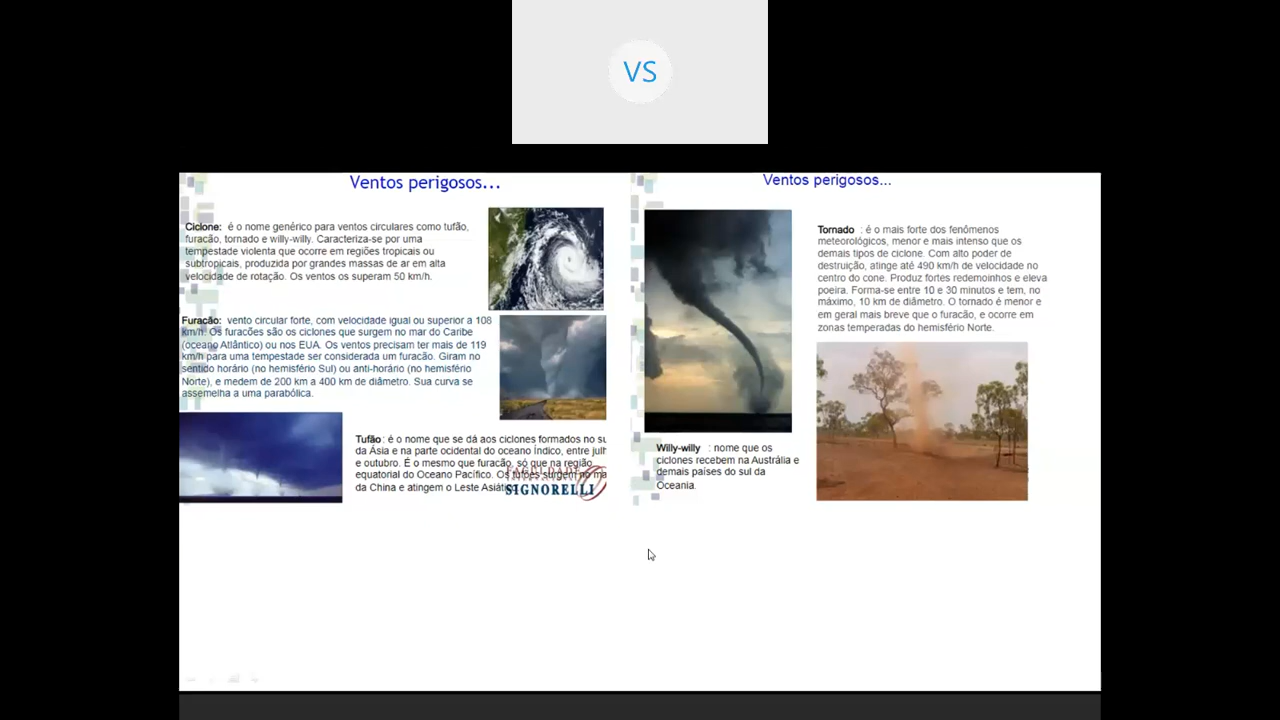 VS
Ventos perigosos...
Ciclone: é o nome genérico para ventos circulares como tufão,
furacão, tornado e willy-willy. Caracteriza-se por uma
tempestade violenta que ocorre em regiões tropicais ou
subtropicais, produzida por grandes massas de ar em alta
velocidade de rotação. Os ventos os superam 50 km/h.
Furacão: vento circular forte, com velocidade igual ou superior a 108
km/h. Os furacões são os ciclones que surgem no mar do Caribe
(oceano Atlântico) ou nos EUA. Os ventos precisam ter mais de 119
km/h para uma tempestade ser considerada um furacão. Giram no
sentido horário (no hemisfério Sul) ou anti-horário (no hemisfério
Norte), e medem de 200 km a 400 km de diâmetro. Sua curva se
assemelha a uma parabólica.
Tufão : é o nome que se dá aos ciclones formados no su
da Ásia e na parte ocidental do oceano Índico, entre julh
e outubro. É o mesmo que furacão, só que na região
equatorial do Oceano Pacífico. Os tufões surgem no ma
da China e atingem o Leste Asiático
FACULDADE
SIGNORELLI
Ventos perigosos...
Tornado : é o mais forte dos fenômenos
meteorológicos, menor e mais intenso que os
demais tipos de ciclone. Com alto poder de
destruição, atinge até 490 km/h de velocidade no
centro do cone. Produz fortes redemoinhos e eleva
poeira. Forma-se entre 10 e 30 minutos e tem, no
máximo, 10 km de diâmetro. O tornado é menor e
em geral mais breve que o furacão, e ocorre em
zonas temperadas do hemisfério Norte.
Willy-willy : nome que os
ciclones recebem na Austrália e
demais países do sul da
Oceania.